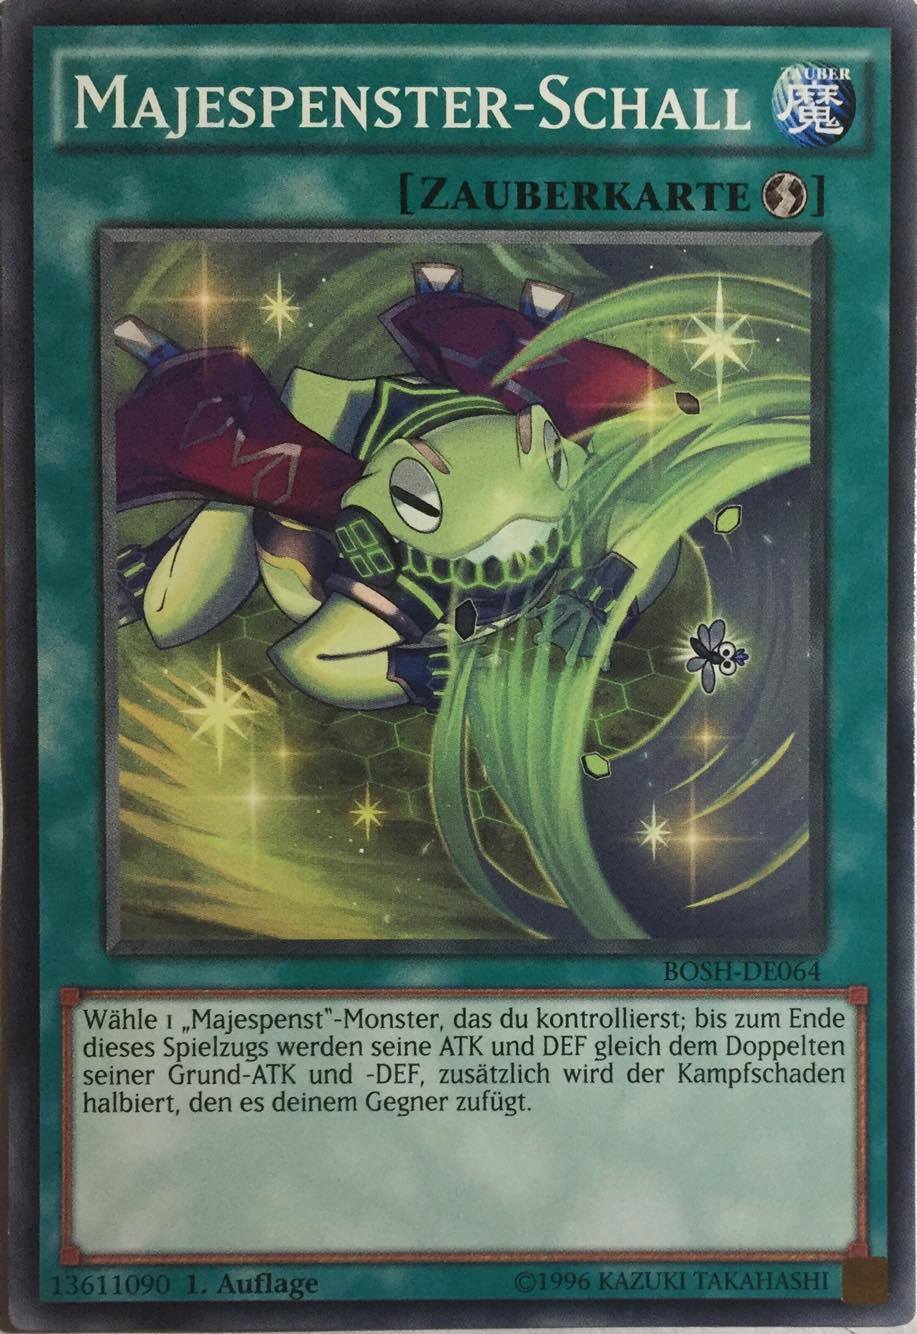 MAJESPENSTER-SCHALL
ZAUBER
魔
[ZAUBERKARTE]
BOSH-DE064
Wähle 1 „Majespenst"-Monster, das du kontrollierst; bis zum Ende
dieses Spielzugs werden seine ATK und DEF gleich dem Doppelten
seiner Grund-ATK und -DEF, zusätzlich wird der Kampfschaden
halbiert, den es deinem Gegner zufügt.
13611090 1. Auflage ©1996 KAZUKI TAKAHASHI